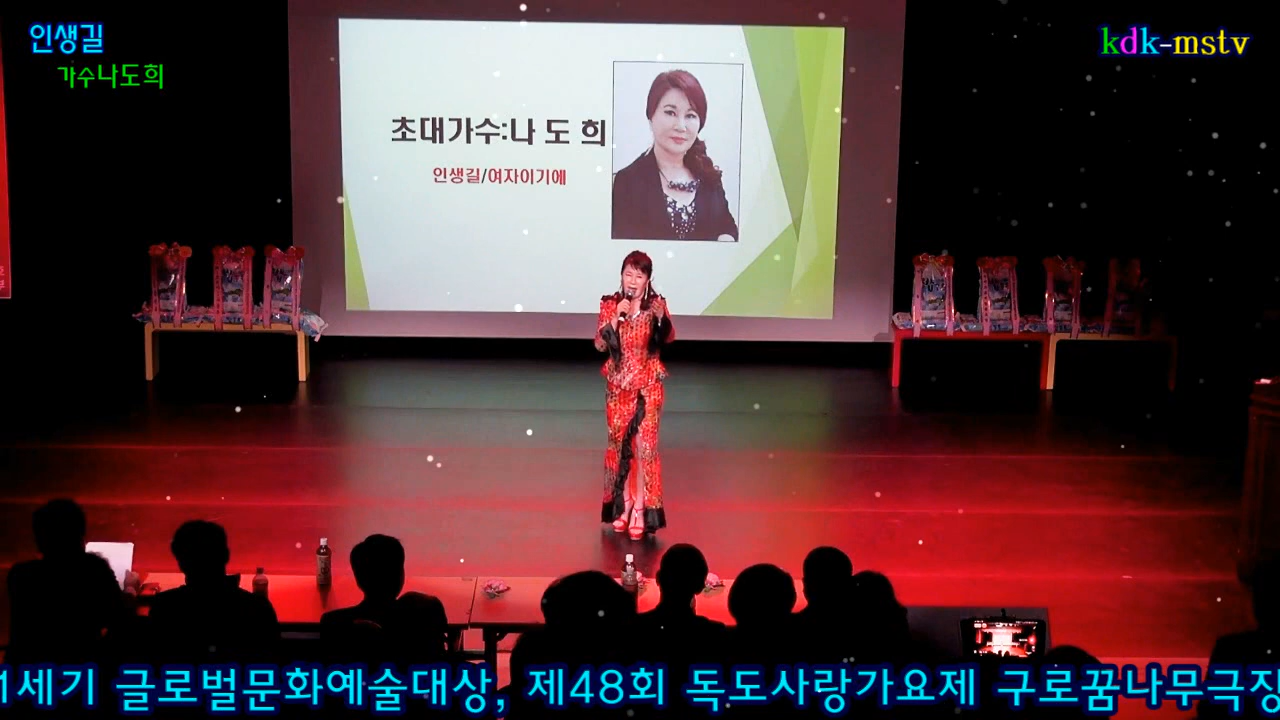 인생길
가수나도희
kdk-mstv
초대가수:나 도 희
인생길/여자이기에
1세기 글로벌문화예술대상, 제48회 독도사랑가요제 구로꿈나무극장